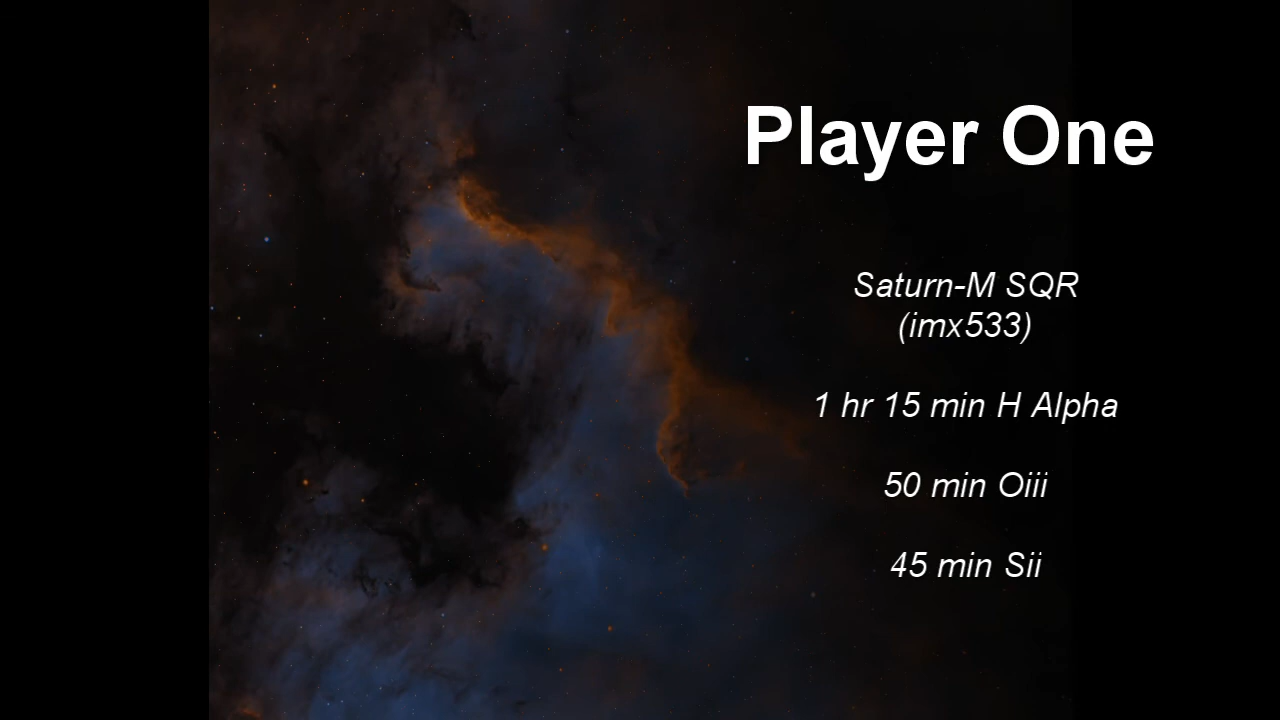 Player One
Saturn-M SQR
(imx533)
1 hr 15 min H Alpha
50 min Oiii
45 min Sii